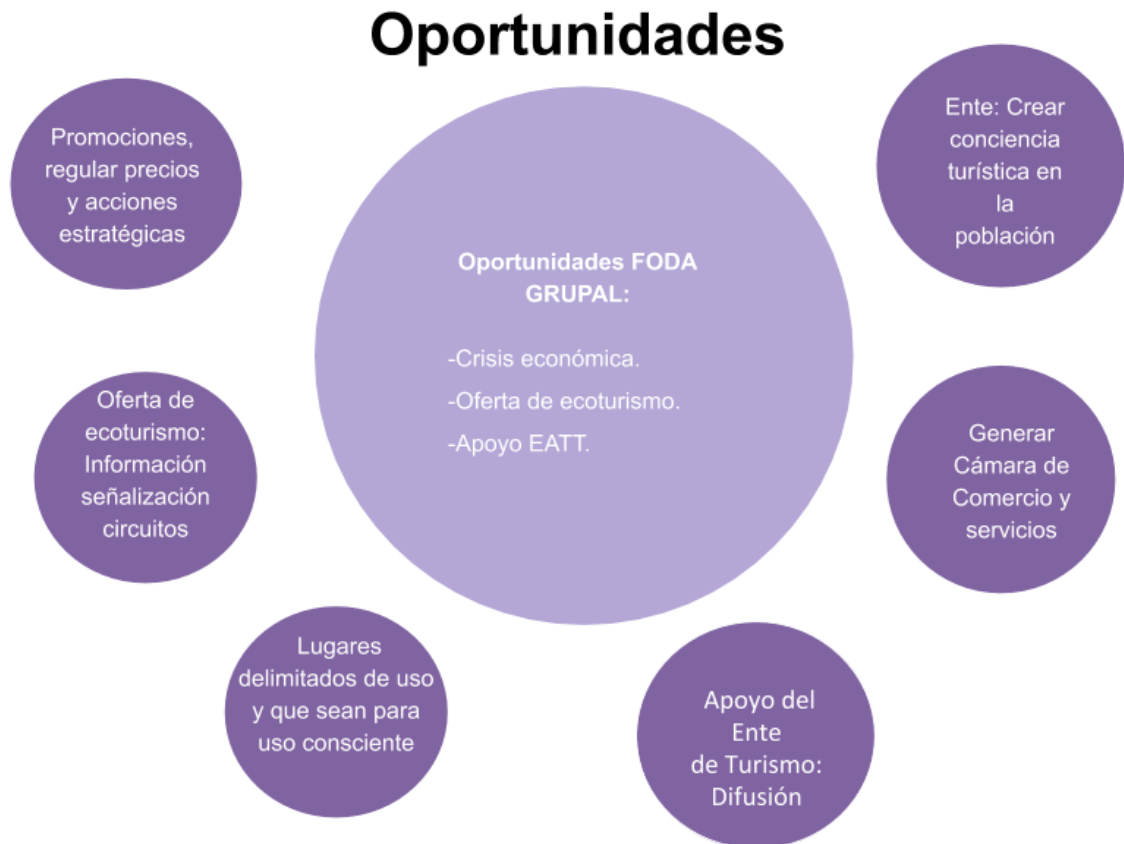 Oportunidades
Promociones,
regular precios
y acciones
estratégicas
Ente: Crear
conciencia
turística en
la
población
Oportunidades FODA
GRUPAL:
-Crisis económica.
-Oferta de ecoturismo.
-Apoyo EATT.
Oferta de
ecoturismo:
Información
señalización
circuitos
Generar
Cámara de
Comercio y
servicios
Lugares
delimitados de uso
y que sean para
uso consciente
Apoyo del
Ente
de Turismo:
Difusión